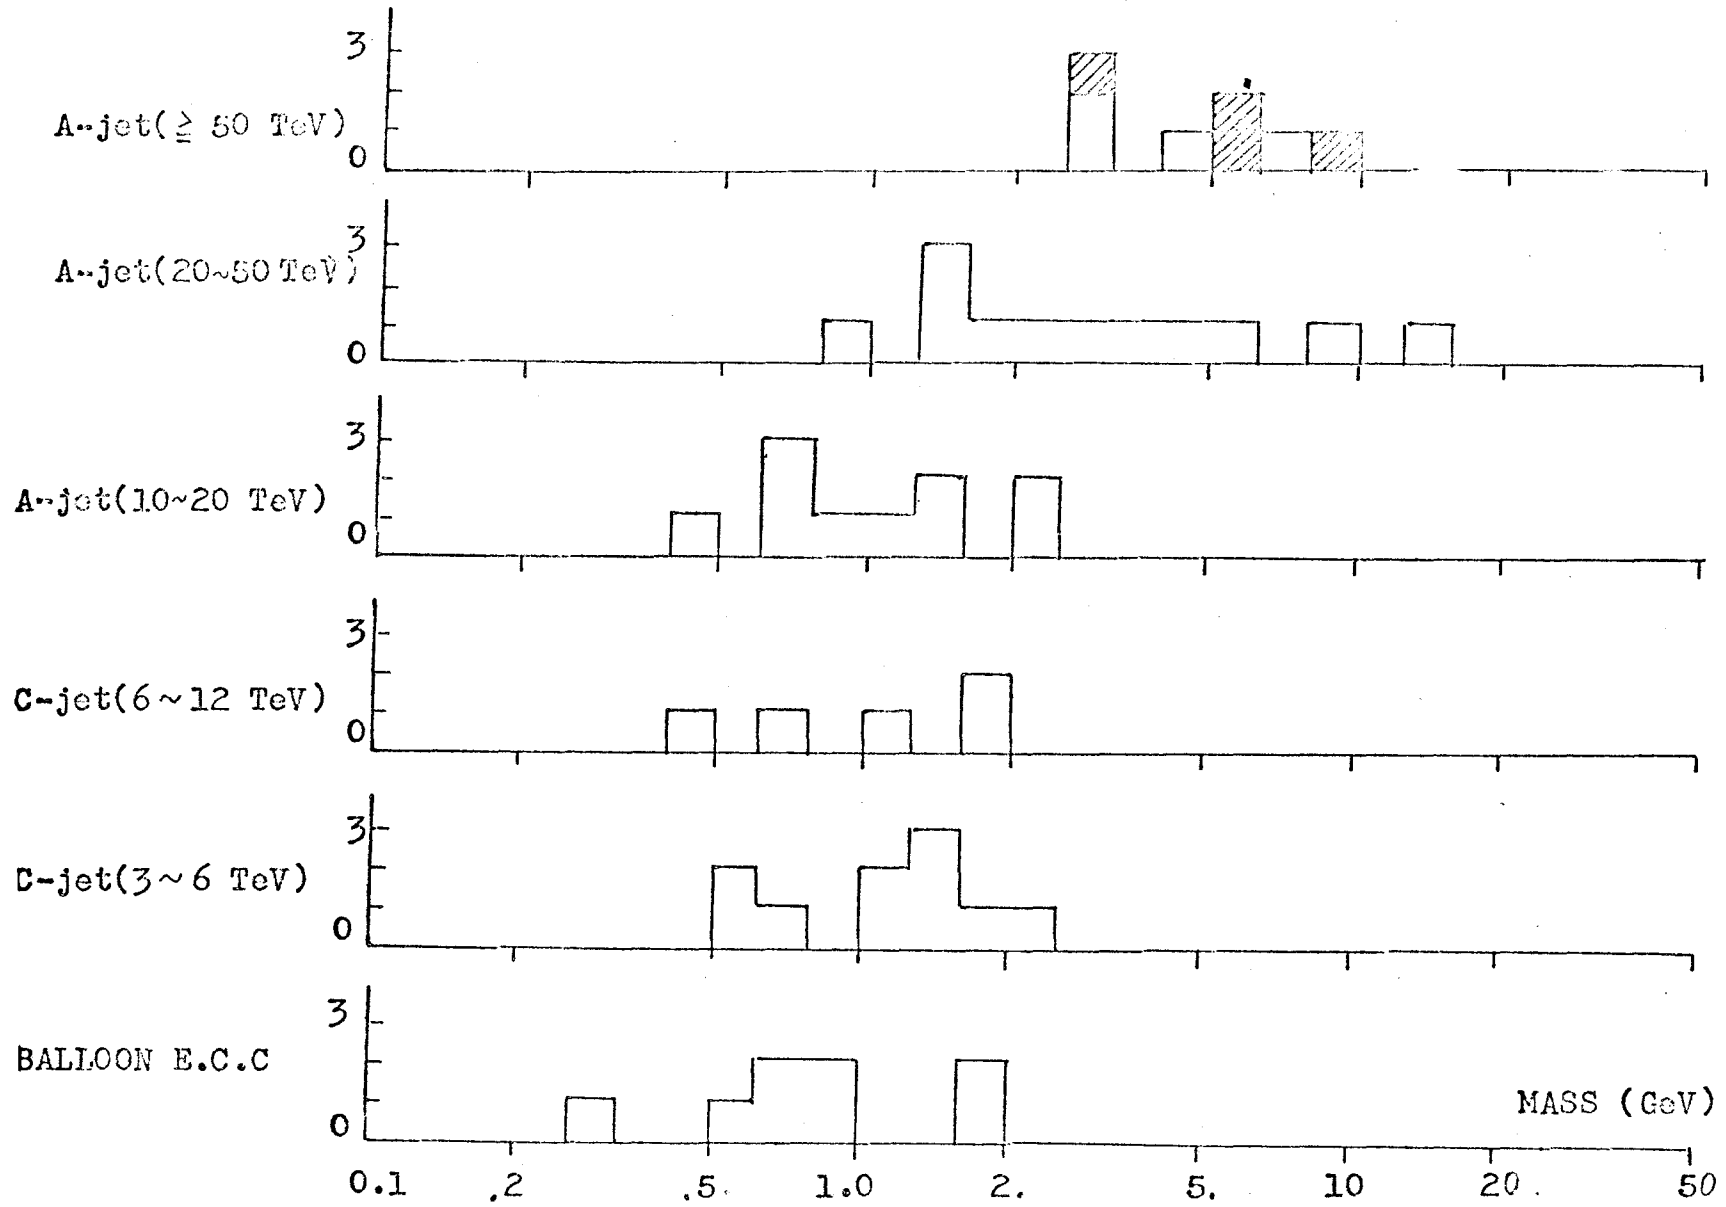 3
A-jet(≧ 50 TeV)
0
3
A-jet(20~50 TeV)
0
3
A-jet(10~20 TeV)
0
3
C-jet(6~12 TeV)
0
3
C-jet(3~6 TeV)
0
3
BALLOON E.C.C
MASS (GeV)
0
0.1 .2 .5 1.0 2. 5. 10 20. 50